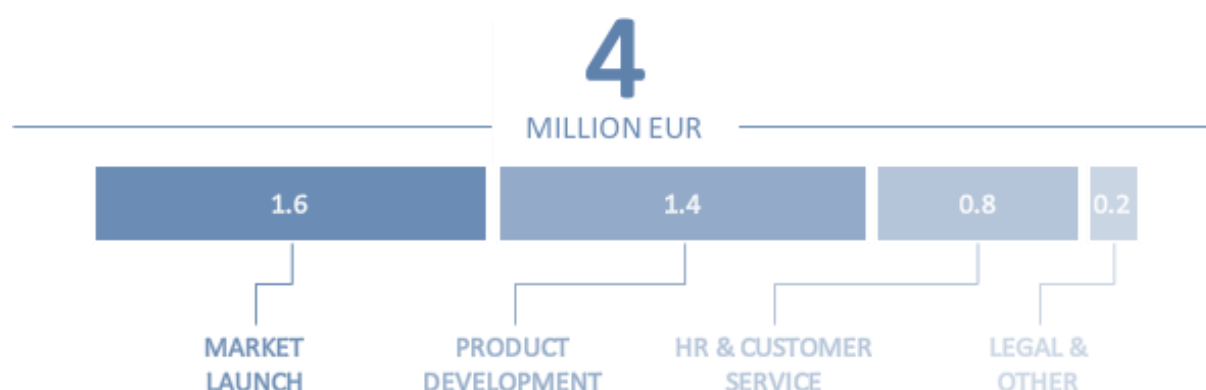 4
MILLION EUR
1.6 1.4 0.8 0.2
MARKET
LAUNCH
PRODUCT
DEVELOPMENT
HR & CUSTOMER
SERVICE
LEGAL &
OTHER